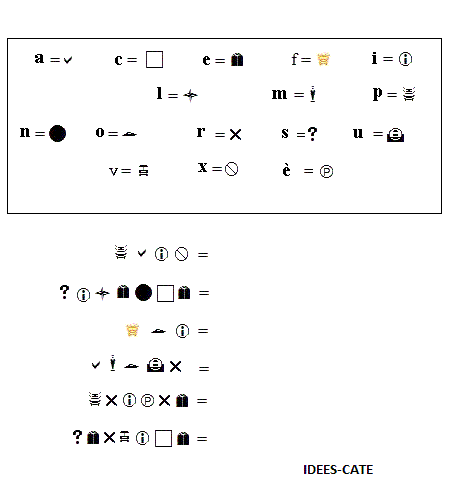 a = c = e = f = i = ⓘ
l = m = p =
n = o = r = × s = ? u =
v = x = è = Ⓟ
ⓘ =
? ⓘ =
ⓘ =
× =
× ⓘ Ⓟ × =
? × ⓘ =
IDEES-CATE